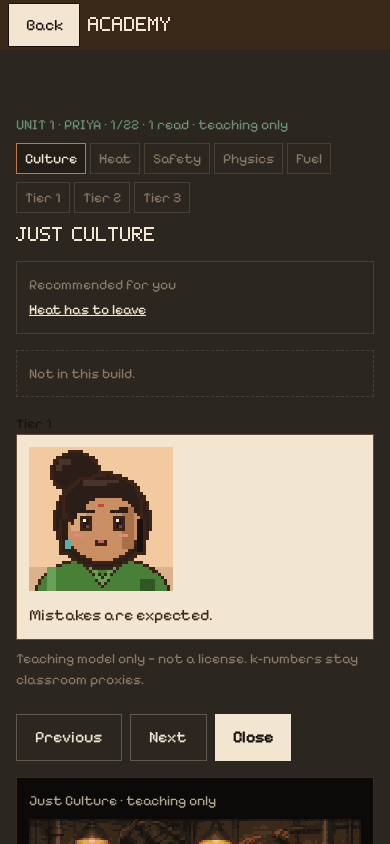 Back ACADEMY
UNIT 1 · PRIYA · 1/22 · 1 read · teaching only
Culture Heat Safety Physics Fuel
Tier 1 Tier 2 Tier 3
JUST CULTURE
Recommended for you
Heat has to leave
Not in this build.
Tier 1
Mistakes are expected.
Teaching model only - not a license. k-numbers stay
classroom proxies.
Previous Next Close
Just Culture · teaching only